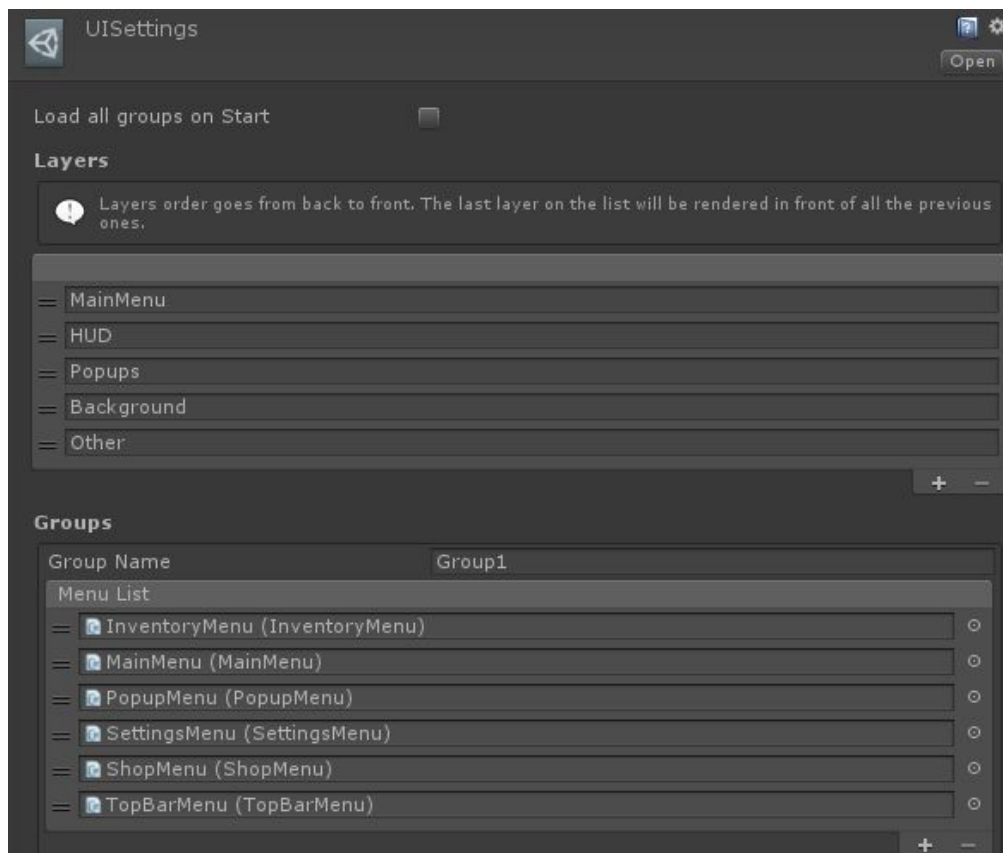 UISettings
Open
Load all groups on Start
Layers
Layers order goes from back to front. The last layer on the list will be rendered in front of all the previous
ones.
MainMenu
HUD
Popups
Background
Other
+ −
Groups
Group Name Group1
Menu List
InventoryMenu (InventoryMenu)
MainMenu (MainMenu)
PopupMenu (PopupMenu)
SettingsMenu (SettingsMenu)
ShopMenu (ShopMenu)
TopBarMenu (TopBarMenu)
+ −